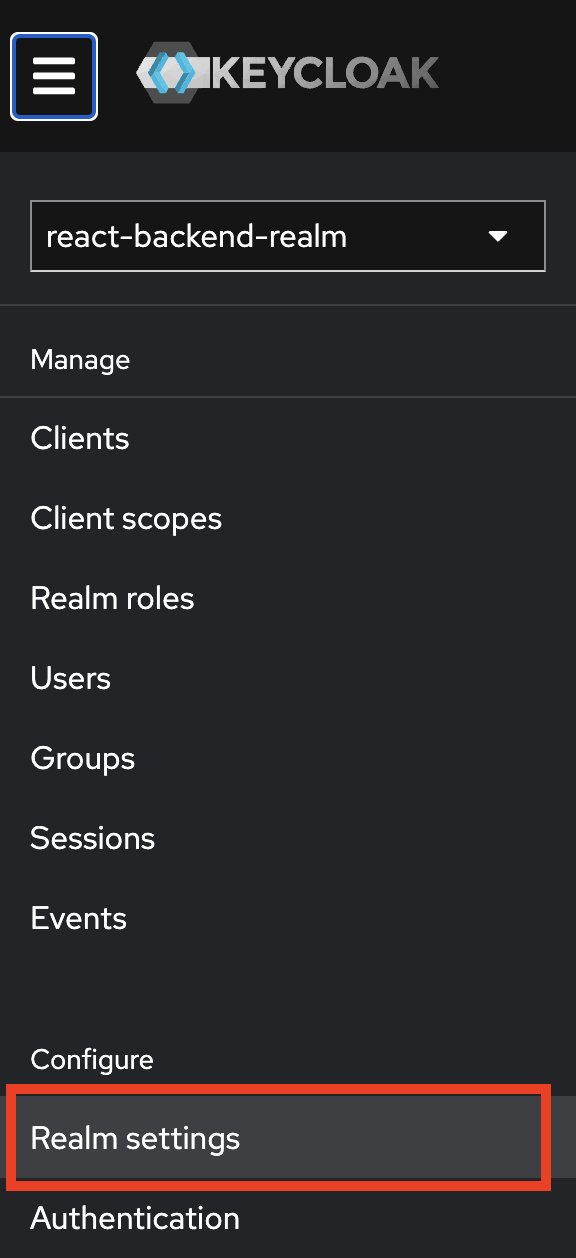 KEYCLOAK
react-backend-realm
Manage
Clients
Client scopes
Realm roles
Users
Groups
Sessions
Events
Configure
Realm settings
Authentication